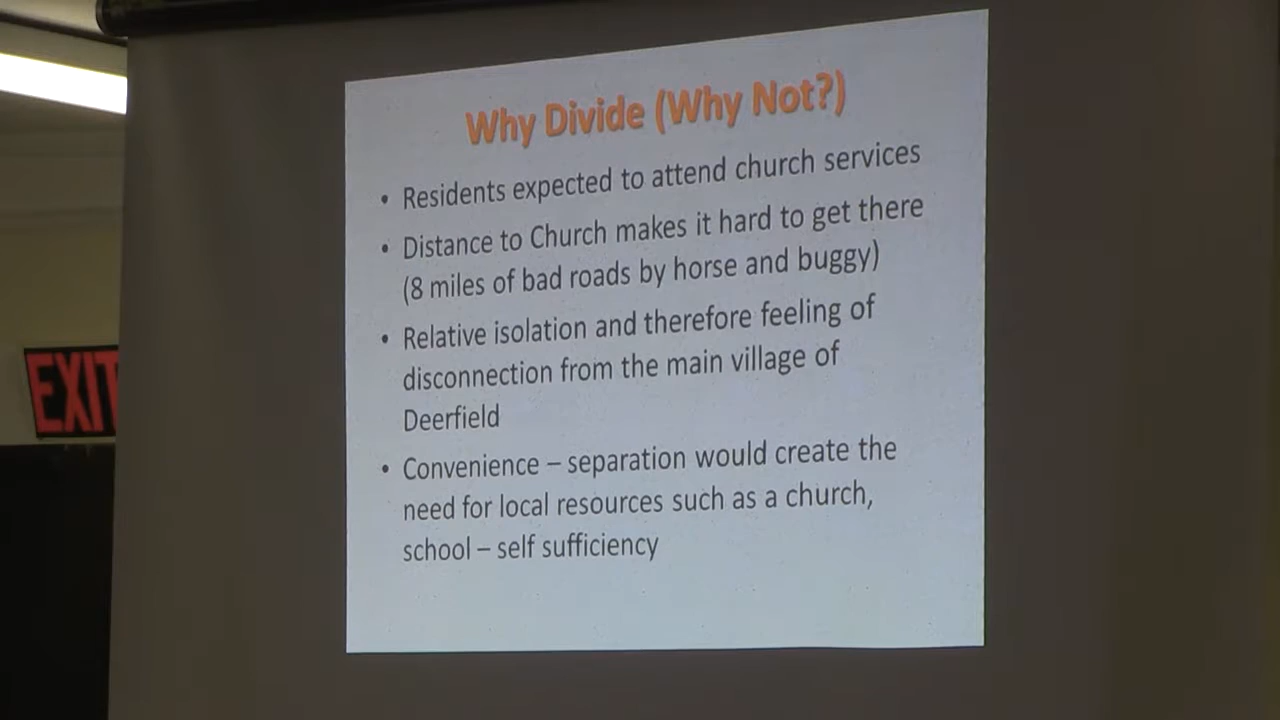 Why Divide (Why Not?)
• Residents expected to attend church services
• Distance to Church makes it hard to get there
(8 miles of bad roads by horse and buggy)
• Relative isolation and therefore feeling of
disconnection from the main village of
Deerfield
• Convenience – separation would create the
need for local resources such as a church,
school – self sufficiency
EXIT